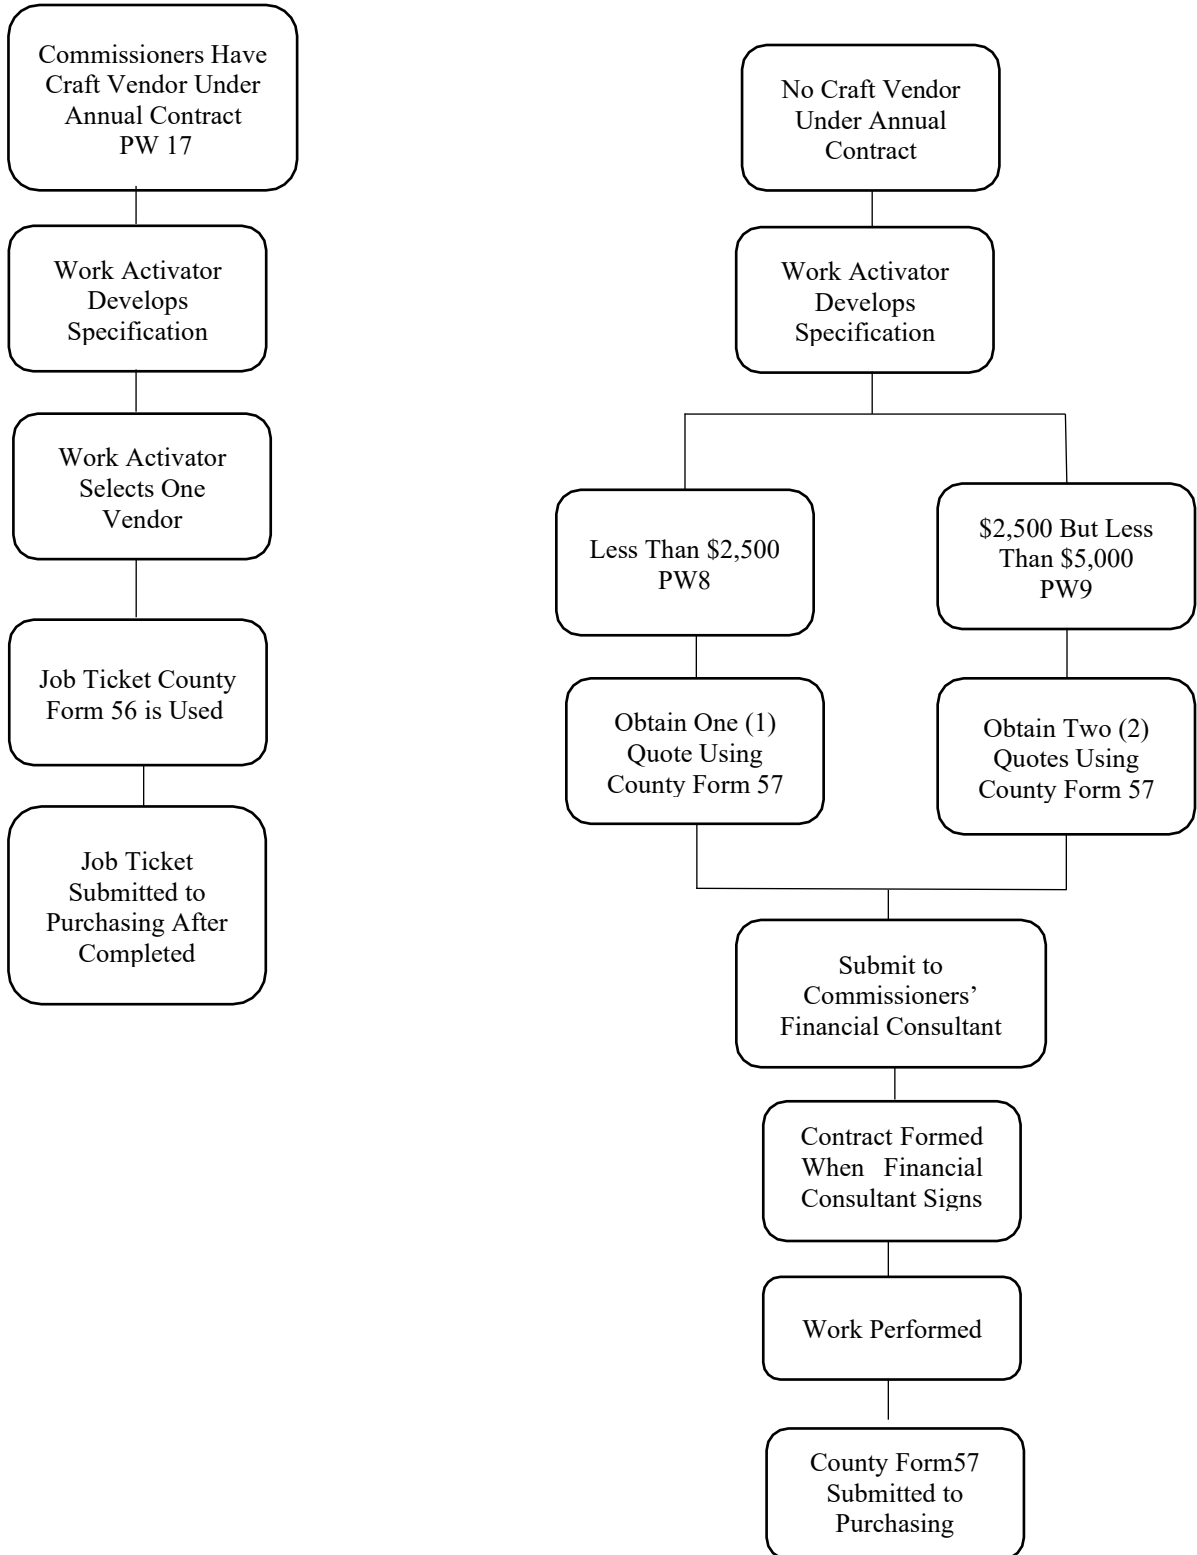 Commissioners Have
Craft Vendor Under
Annual Contract
PW 17
Work Activator
Develops
Specification
Work Activator
Selects One
Vendor
Job Ticket County
Form 56 is Used
Job Ticket
Submitted to
Purchasing After
Completed
No Craft Vendor
Under Annual
Contract
Work Activator
Develops
Specification
Less Than $2,500
PW8
$2,500 But Less
Than $5,000
PW9
Obtain One (1)
Quote Using
County Form 57
Obtain Two (2)
Quotes Using
County Form 57
Submit to
Commissioners’
Financial Consultant
Contract Formed
When Financial
Consultant Signs
Work Performed
County Form57
Submitted to
Purchasing